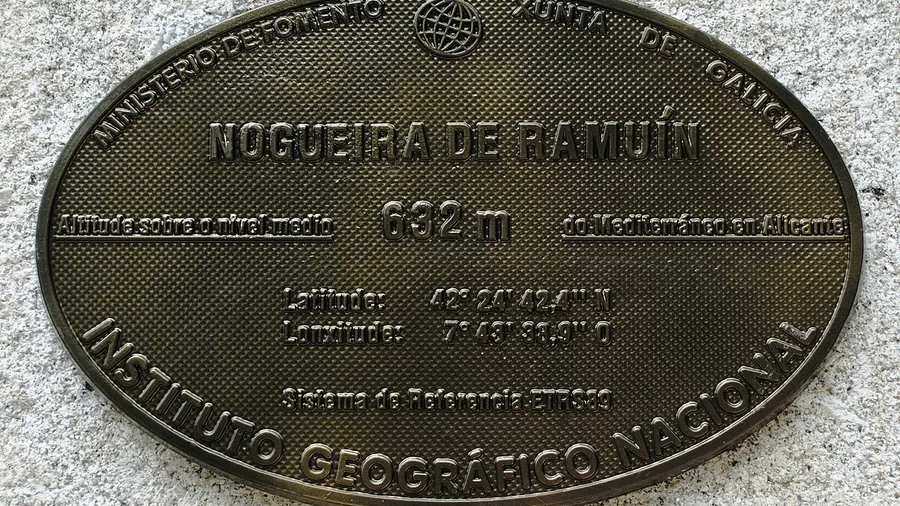 MINISTERIO DE FOMENTO
XUNTA DE GALICIA
NOGUEIRA DE RAMUÍN
Altitude sobre o nivel medio 632 m do Mediterráneo en Alicante
Latitude: 42° 24' 42,4'' N
Lonxitude: 7° 43' 38,9'' O
Sistema de Referencia ETRS89
INSTITUTO GEOGRÁFICO NACIONAL